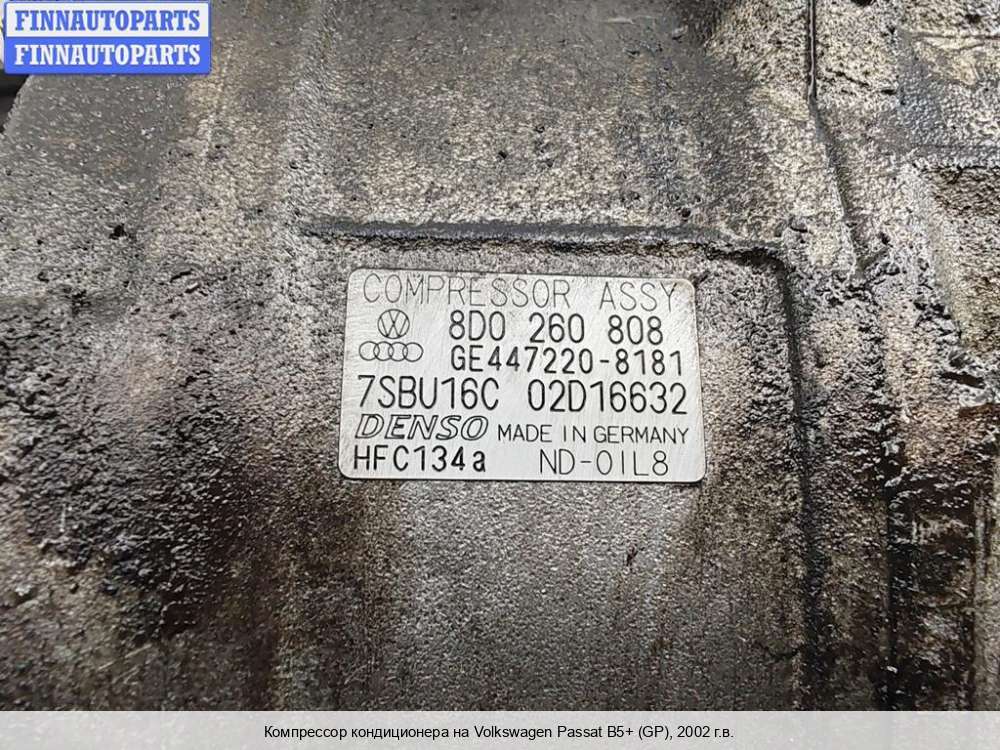 FINNAUTOPARTS
FINNAUTOPARTS
COMPRESSOR ASSY
8D0 260 808
GE447220-8181
7SBU16C 02D16632
DENSO MADE IN GERMANY
HFC134a ND-OIL8
Компрессор кондиционера на Volkswagen Passat B5+ (GP), 2002 г.в.